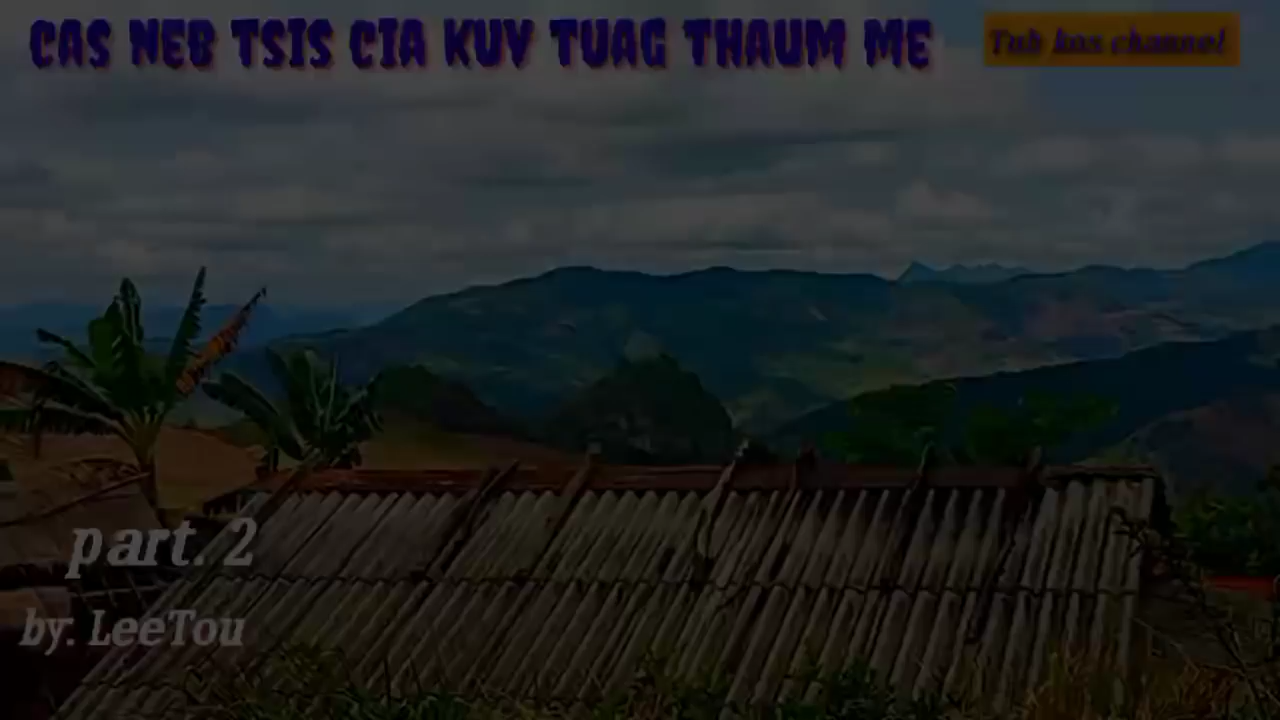 CAS NEB TSIS CIA KUV TUAG THAUM ME
Tub kos channel
part. 2
by: LeeTou